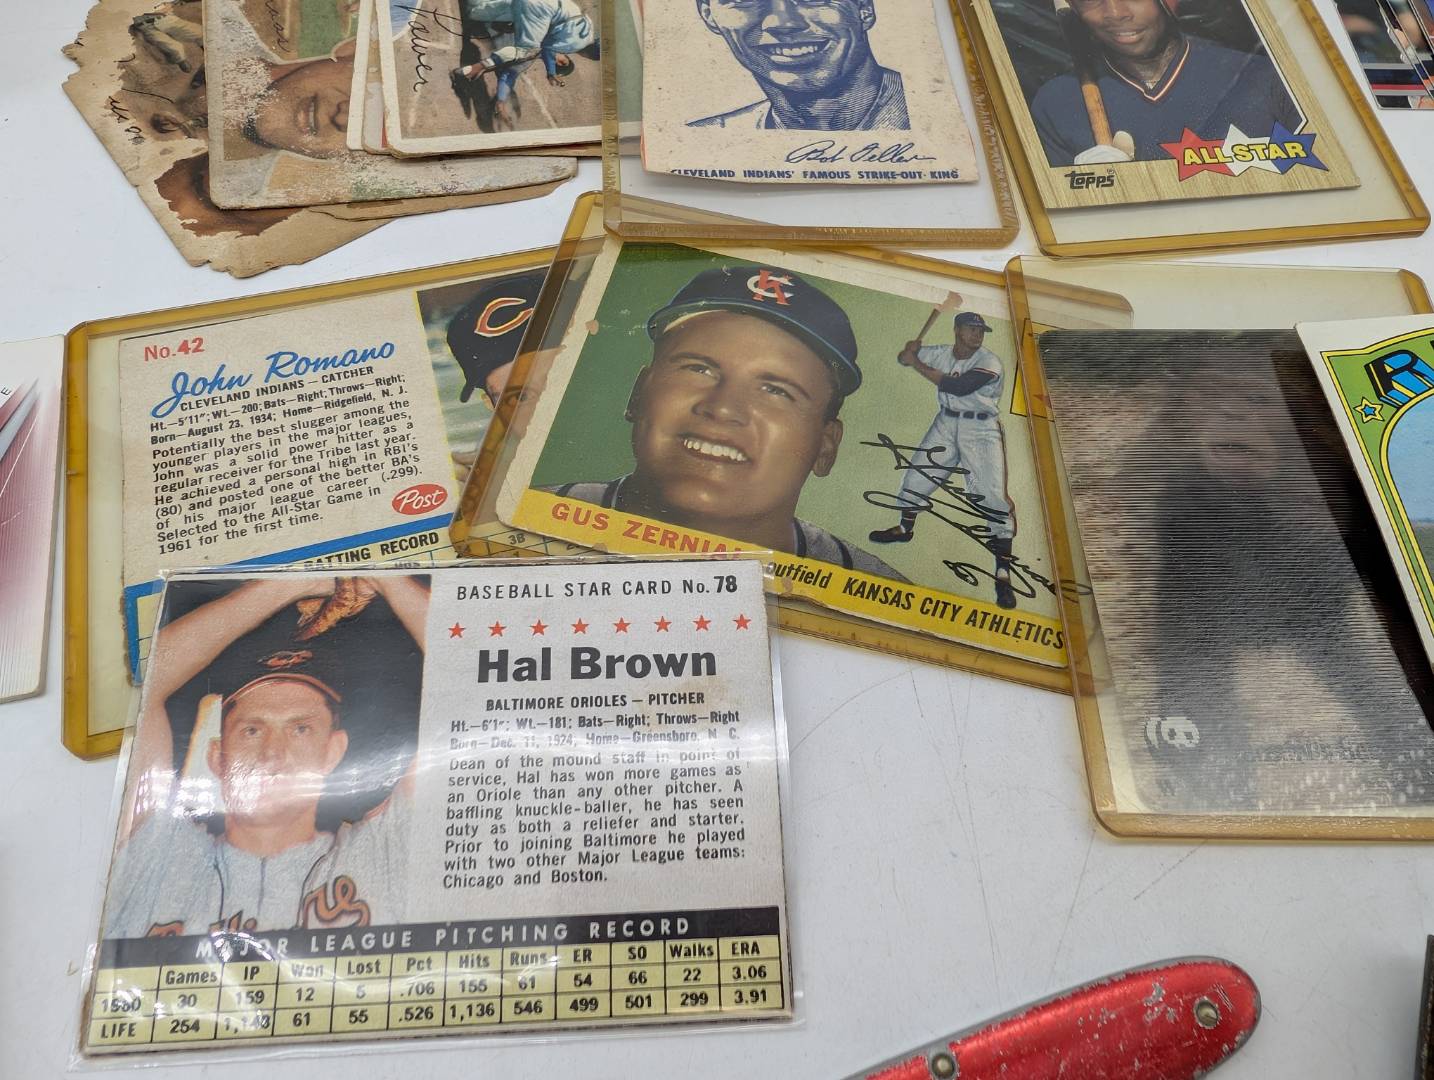 Bob Feller
CLEVELAND INDIANS' FAMOUS STRIKE-OUT KING
topps
ALL STAR
No. 42
John Romano
CLEVELAND INDIANS — CATCHER
Ht.—5'11"; Wt.—200; Bats—Right; Throws—Right;
Born—August 23, 1934; Home—Ridgefield, N. J.
Potentially the best slugger among the
younger players in the major leagues,
John was a solid power hitter as a
regular receiver for the Tribe last year.
He achieved a personal high in RBI's
(80) and posted one of the better BA's
of his major league career (.299).
Selected to the All-Star Game in
1961 for the first time.
Post
BATTING RECORD
3B
C
KC
GUS ZERNIAL
outfield KANSAS CITY ATHLETICS
BASEBALL STAR CARD No. 78
Hal Brown
BALTIMORE ORIOLES — PITCHER
Ht.—6'1"; Wt.—181; Bats—Right; Throws—Right
Born—Dec. 11, 1924, Home—Greensboro, N. C.
Dean of the mound staff in point of
service, Hal has won more games as
an Oriole than any other pitcher. A
baffling knuckle-baller, he has seen
duty as both a reliefer and starter.
Prior to joining Baltimore he played
with two other Major League teams:
Chicago and Boston.
MAJOR LEAGUE PITCHING RECORD
Games IP Won Lost Pct Hits Runs ER SO Walks ERA
1960 30 159 12 5 .706 155 61 54 66 22 3.06
LIFE 254 61 55 .526 1,136 546 499 501 299 3.91